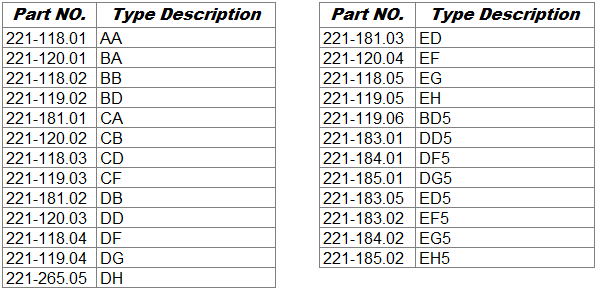 Part NO. Type Description
221-118.01 AA
221-120.01 BA
221-118.02 BB
221-119.02 BD
221-181.01 CA
221-120.02 CB
221-118.03 CD
221-119.03 CF
221-181.02 DB
221-120.03 DD
221-118.04 DF
221-119.04 DG
221-265.05 DH
Part NO. Type Description
221-181.03 ED
221-120.04 EF
221-118.05 EG
221-119.05 EH
221-119.06 BD5
221-183.01 DD5
221-184.01 DF5
221-185.01 DG5
221-183.05 ED5
221-183.02 EF5
221-184.02 EG5
221-185.02 EH5